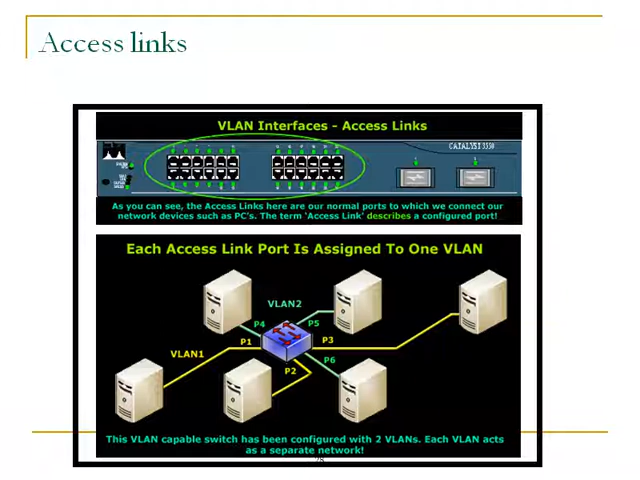 Access links
VLAN Interfaces - Access Links
CATALYST 3550
As you can see, the Access Links here are our normal ports to which we connect our
network devices such as PC's. The term 'Access Link' describes a configured port!
Each Access Link Port Is Assigned To One VLAN
VLAN2
P4
P5
P1
P3
VLAN1
P2
P6
This VLAN capable switch has been configured with 2 VLANs. Each VLAN acts
as a separate network!